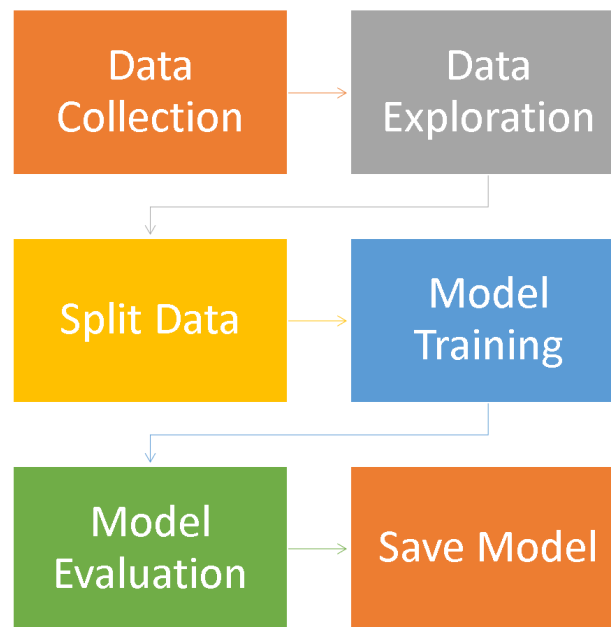 Data
Collection
Data
Exploration
Split Data
Model
Training
Model
Evaluation
Save Model